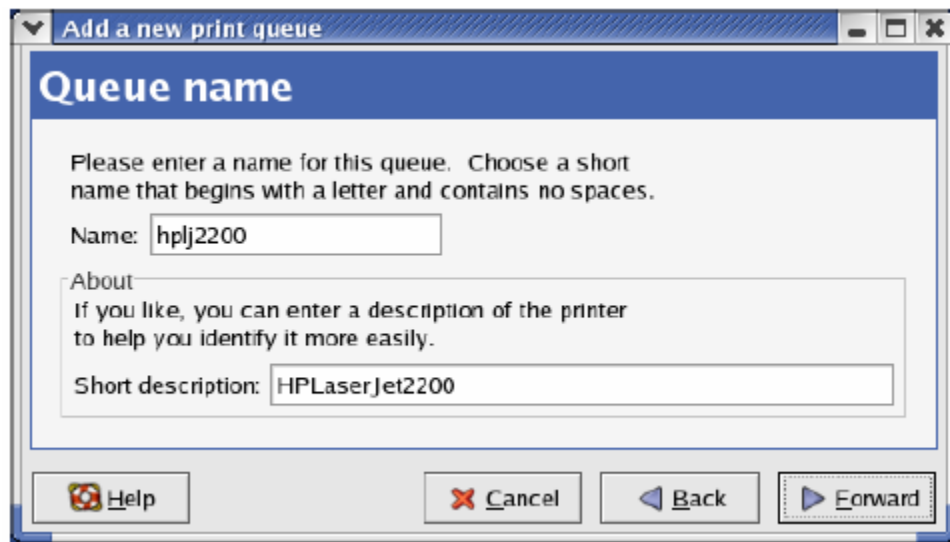 Add a new print queue
Queue name
Please enter a name for this queue. Choose a short
name that begins with a letter and contains no spaces.
Name: hplj2200
About
If you like, you can enter a description of the printer
to help you identify it more easily.
Short description: HPLaserJet2200
Help Cancel Back Forward